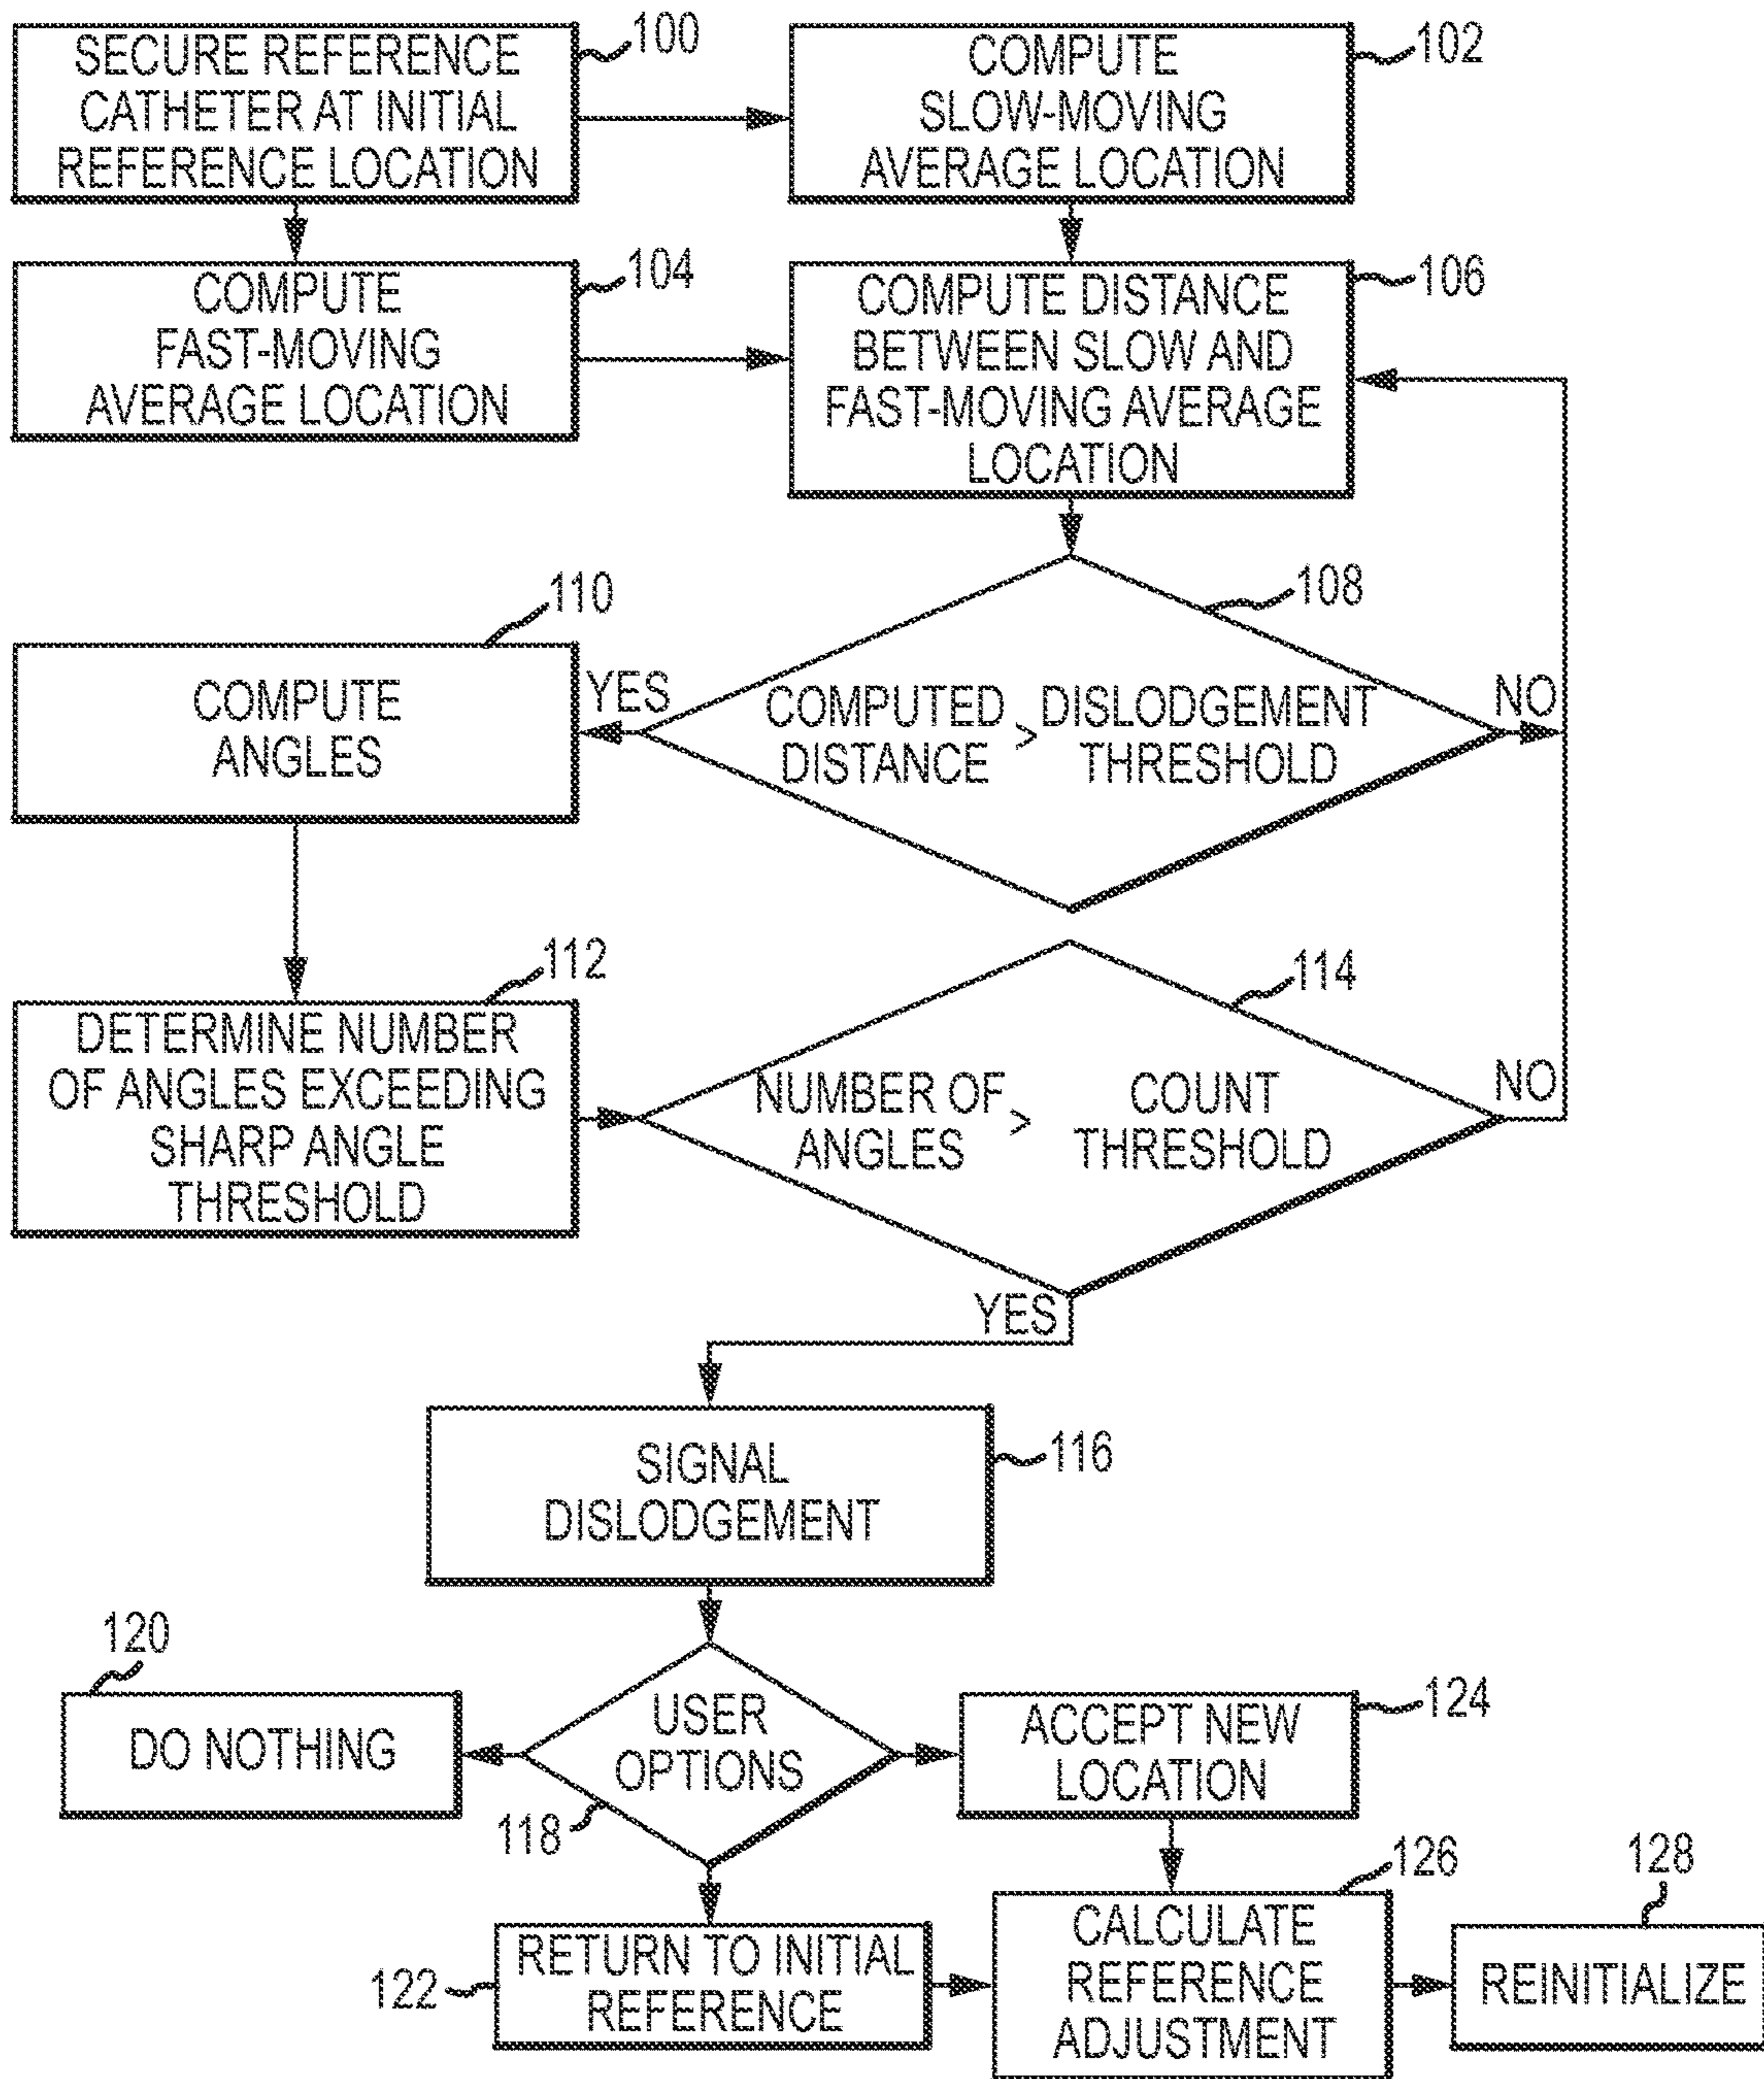 SECURE REFERENCE
CATHETER AT INITIAL
REFERENCE LOCATION
100
COMPUTE
SLOW-MOVING
AVERAGE LOCATION
102
COMPUTE
FAST-MOVING
AVERAGE LOCATION
104
COMPUTE DISTANCE
BETWEEN SLOW AND
FAST-MOVING AVERAGE
LOCATION
106
108
COMPUTED
DISTANCE
>
DISLODGEMENT
THRESHOLD
YES
NO
110
COMPUTE
ANGLES
112
DETERMINE NUMBER
OF ANGLES EXCEEDING
SHARP ANGLE
THRESHOLD
114
NUMBER OF
ANGLES
>
COUNT
THRESHOLD
NO
YES
SIGNAL
DISLODGEMENT
116
USER
OPTIONS
118
120
DO NOTHING
ACCEPT NEW
LOCATION
124
122
RETURN TO INITIAL
REFERENCE
126
CALCULATE
REFERENCE
ADJUSTMENT
128
REINITIALIZE